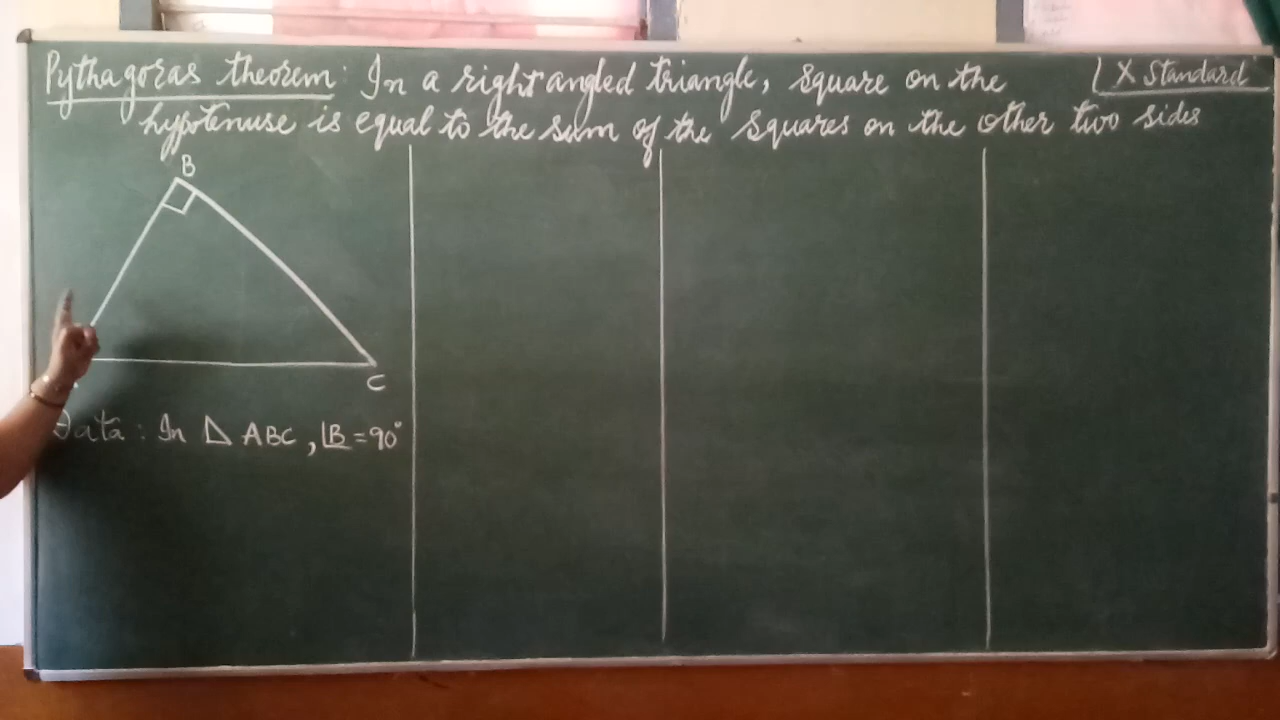 Pythagoras theorem: In a right angled triangle, square on the
X Standard
hypotenuse is equal to the sum of the squares on the other two sides
B
C
Data : In △ ABC, ∠B = 90°